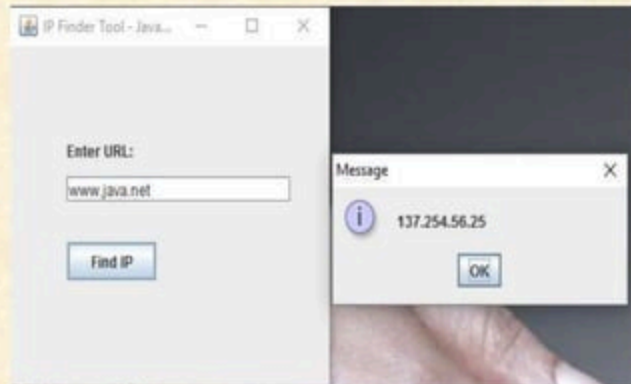 IP Finder Tool - Java...
Enter URL:
www.java.net
Find IP
Message
137.254.56.25
OK